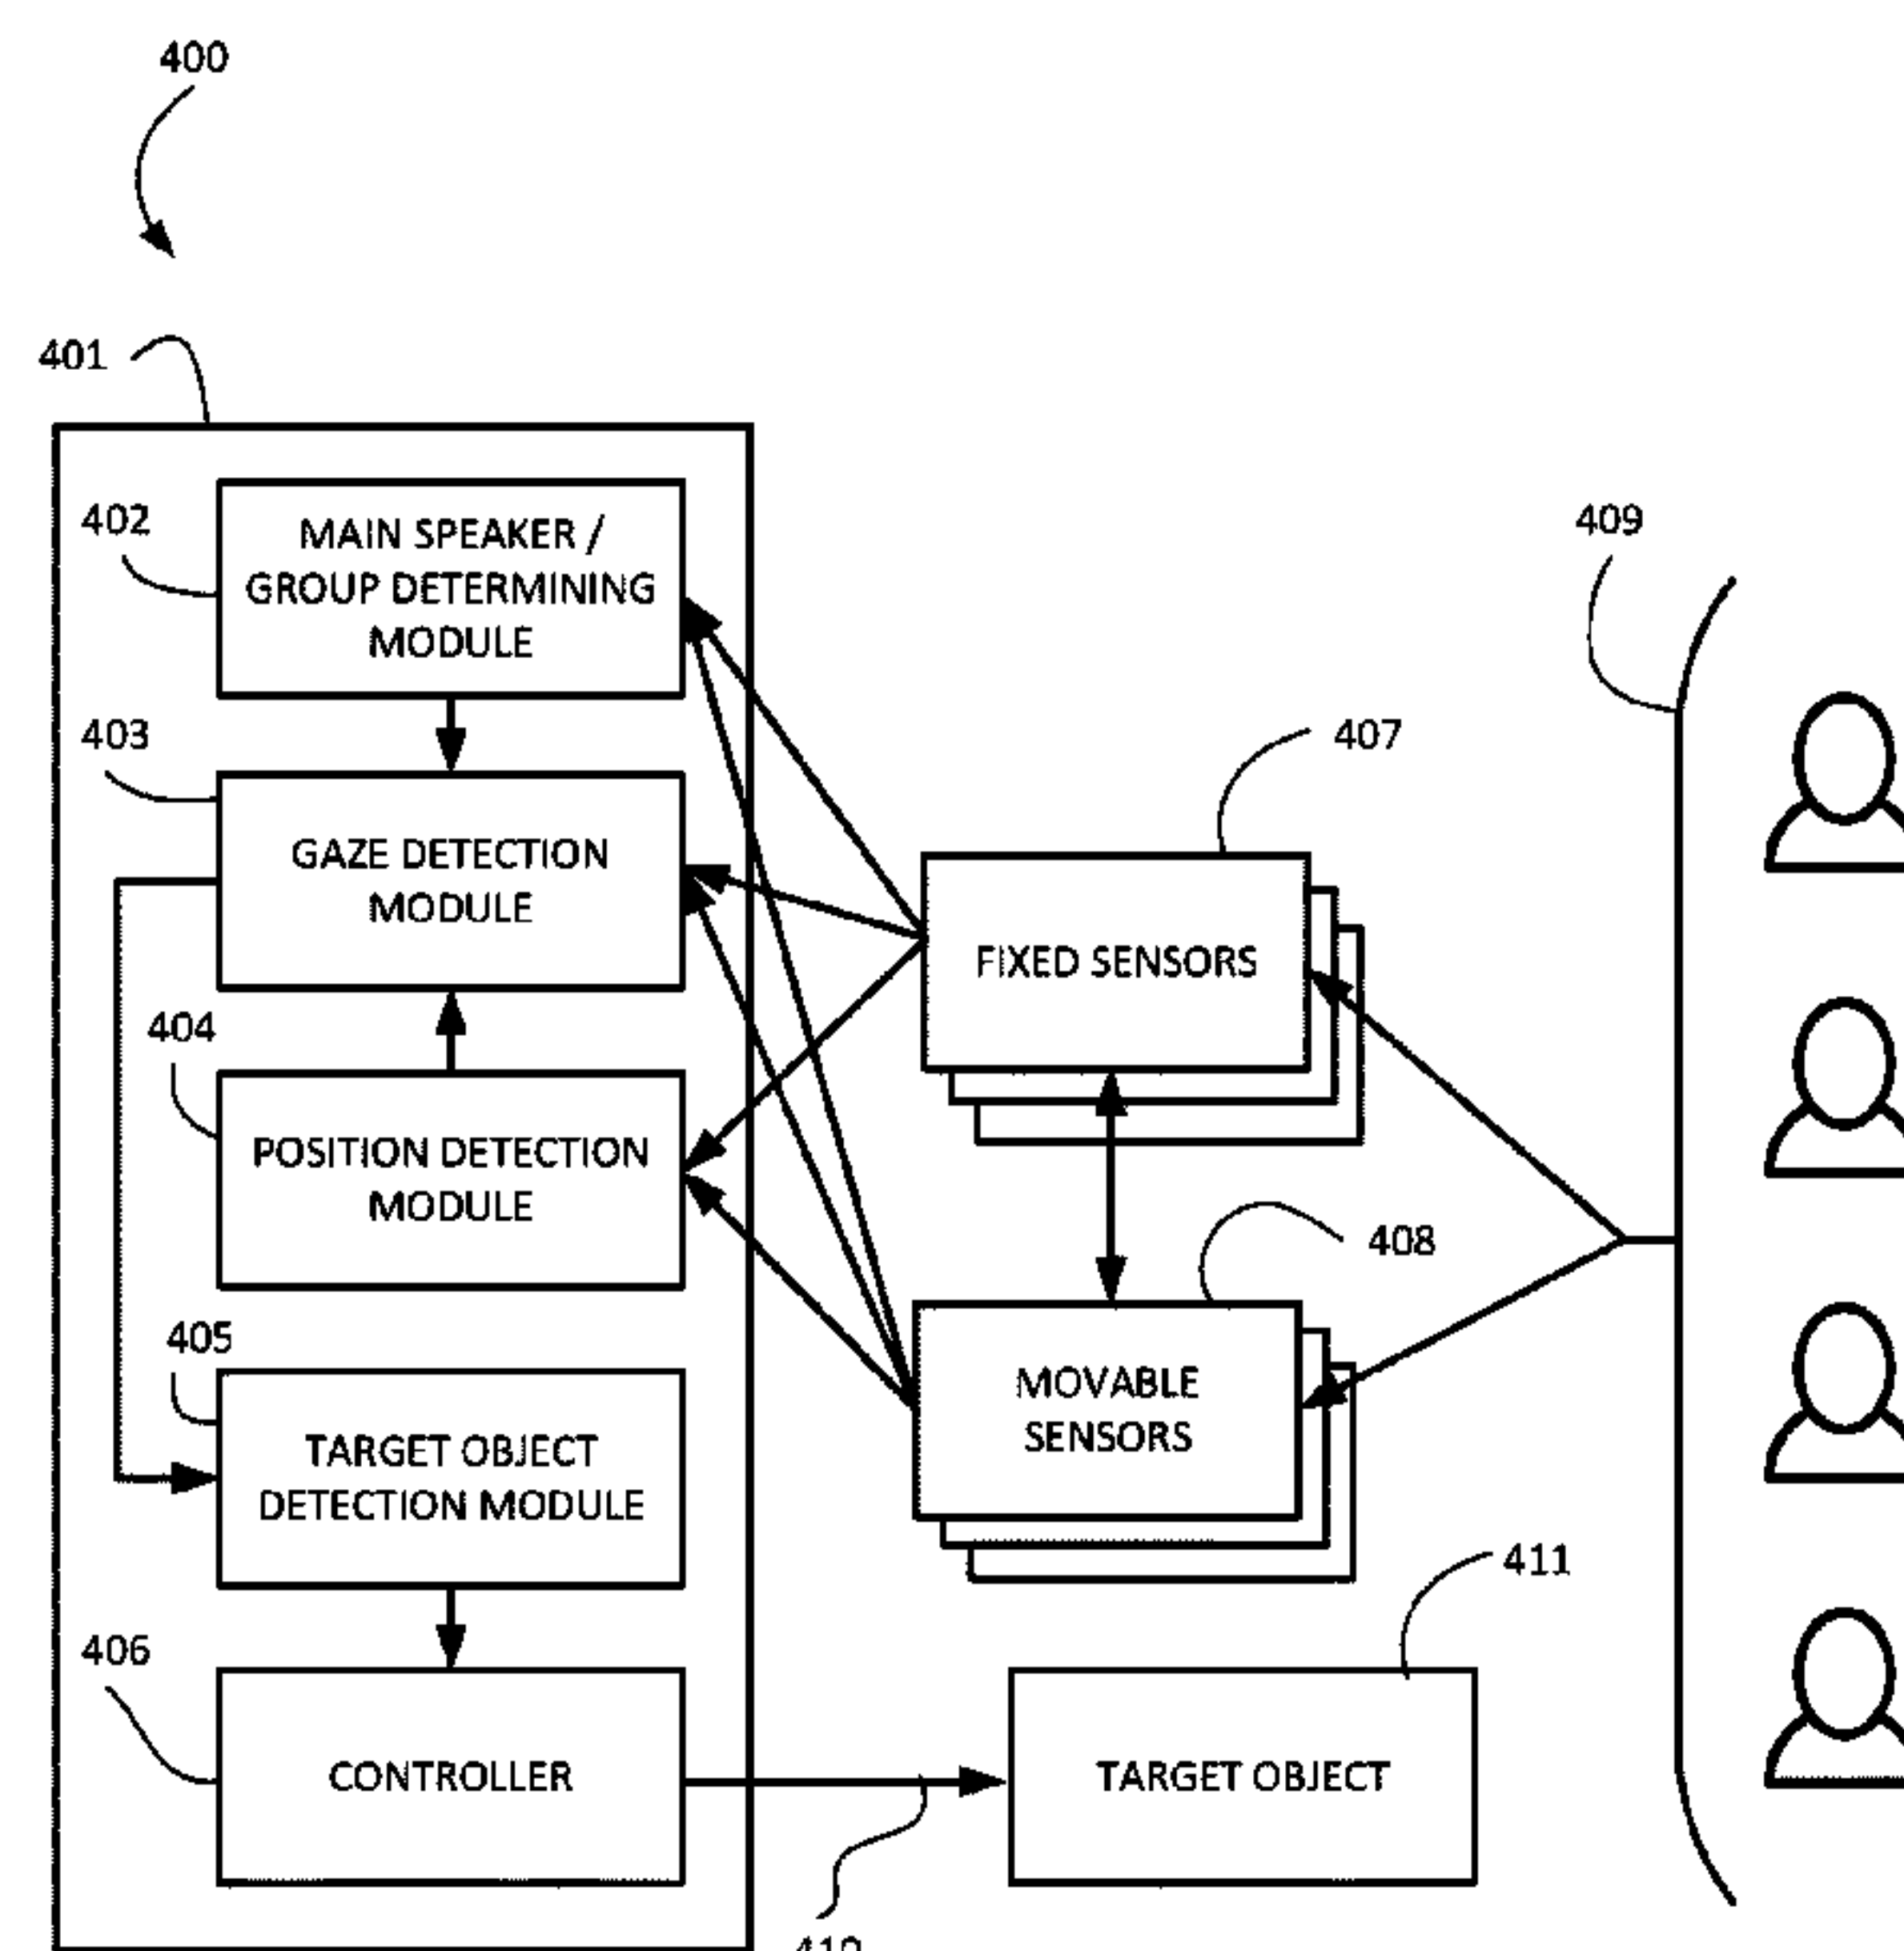 400
401
402
MAIN SPEAKER /
GROUP DETERMINING
MODULE
409
403
407
GAZE DETECTION
MODULE
FIXED SENSORS
404
POSITION DETECTION
MODULE
408
405
MOVABLE
SENSORS
TARGET OBJECT
DETECTION MODULE
411
406
CONTROLLER
TARGET OBJECT